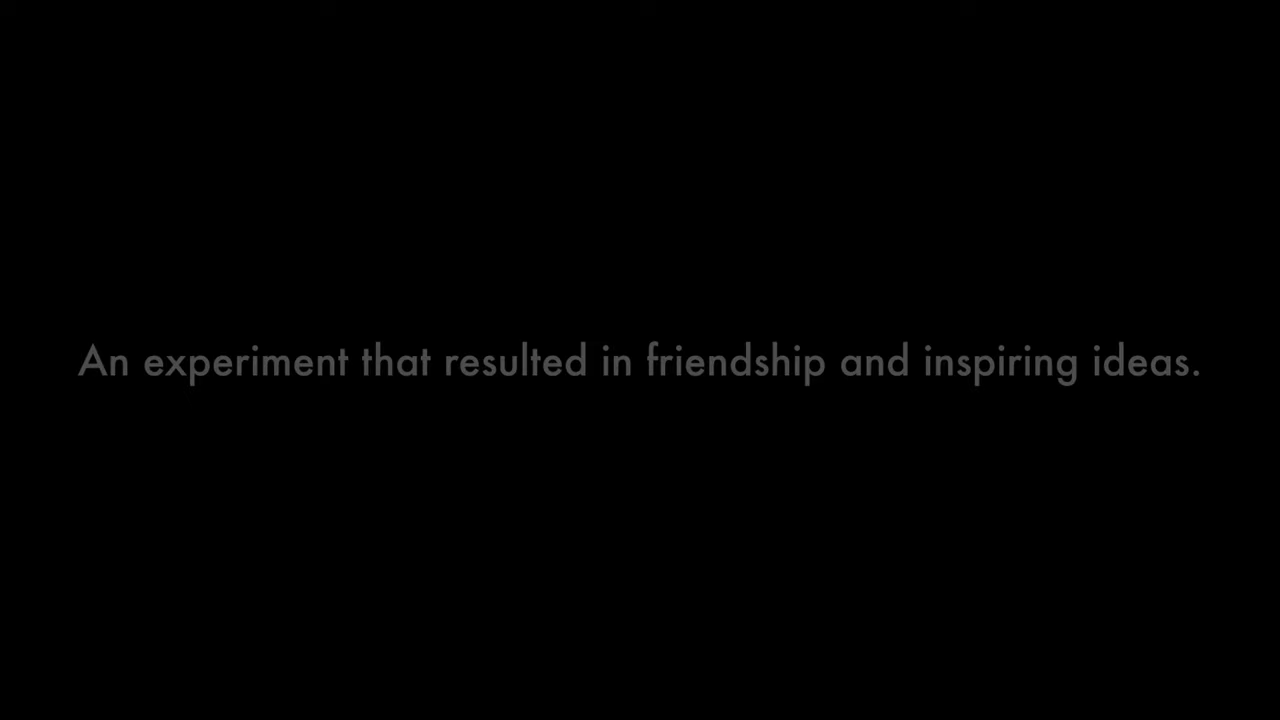 An experiment that resulted in friendship and inspiring ideas.